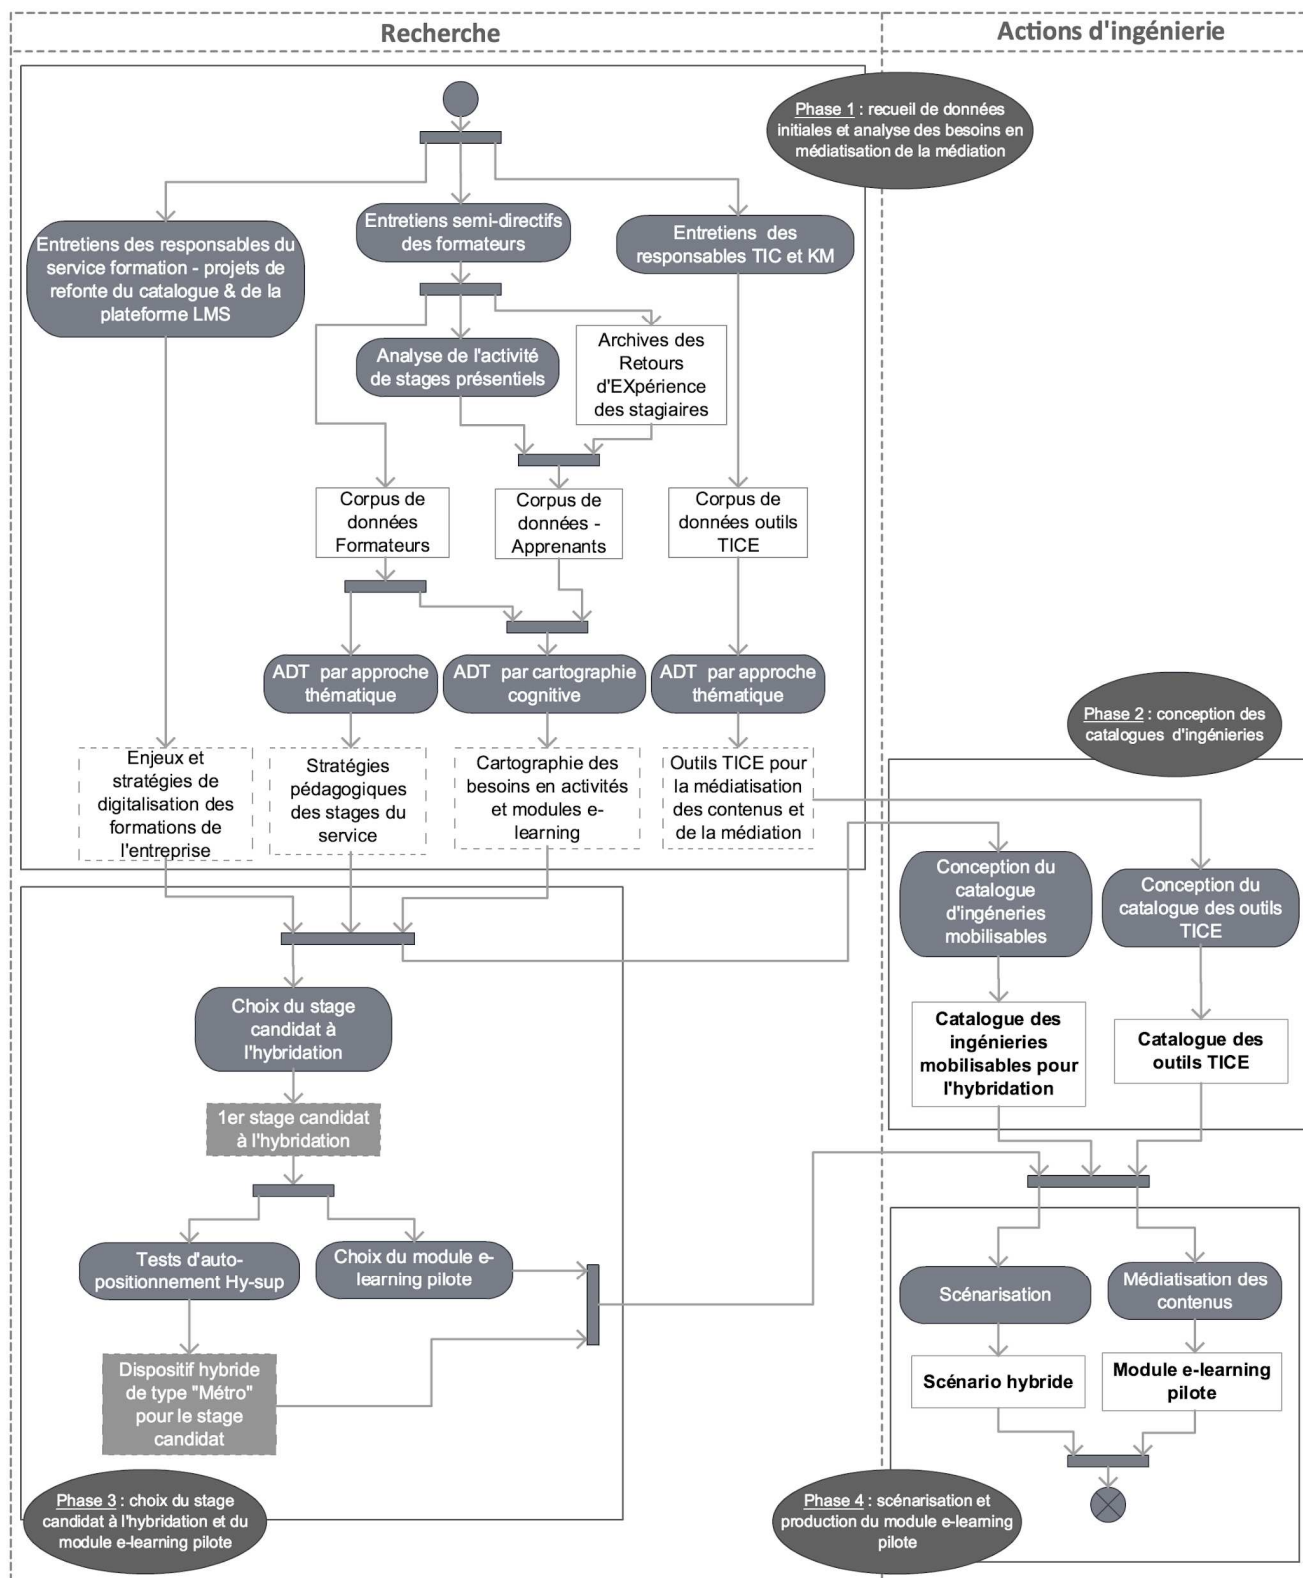 Recherche
Actions d'ingénierie
Phase 1 : recueil de données
initiales et analyse des besoins en
médiatisation de la médiation
Entretiens des responsables du
service formation - projets de
refonte du catalogue & de la
plateforme LMS
Entretiens semi-directifs
des formateurs
Entretiens des
responsables TIC et KM
Analyse de l'activité
de stages présentiels
Archives des
Retours
d'EXpérience
des stagiaires
Corpus de
données
Formateurs
Corpus de
données -
Apprenants
Corpus de
données outils
TICE
ADT par approche
thématique
ADT par cartographie
cognitive
ADT par approche
thématique
Enjeux et
stratégies de
digitalisation des
formations de
l'entreprise
Stratégies
pédagogiques
des stages du
service
Cartographie des
besoins en activités
et modules e-
learning
Outils TICE pour la
médiatisation
des contenus et
de la médiation
Phase 2 : conception des
catalogues d'ingénieries
Conception du
catalogue
d'ingéneries
mobilisables
Conception du
catalogue des outils
TICE
Catalogue des
ingénieries
mobilisables pour
l'hybridation
Catalogue des
outils TICE
Choix du stage
candidat à
l'hybridation
1er stage candidat
à l'hybridation
Tests d'auto-
positionnement Hy-sup
Choix du module e-
learning pilote
Dispositif hybride
de type "Métro"
pour le stage
candidat
Phase 3 : choix du stage
candidat à l'hybridation et du
module e-learning pilote
Scénarisation
Médiatisation des
contenus
Scénario hybride
Module e-learning
pilote
Phase 4 : scénarisation et
production du module e-learning
pilote